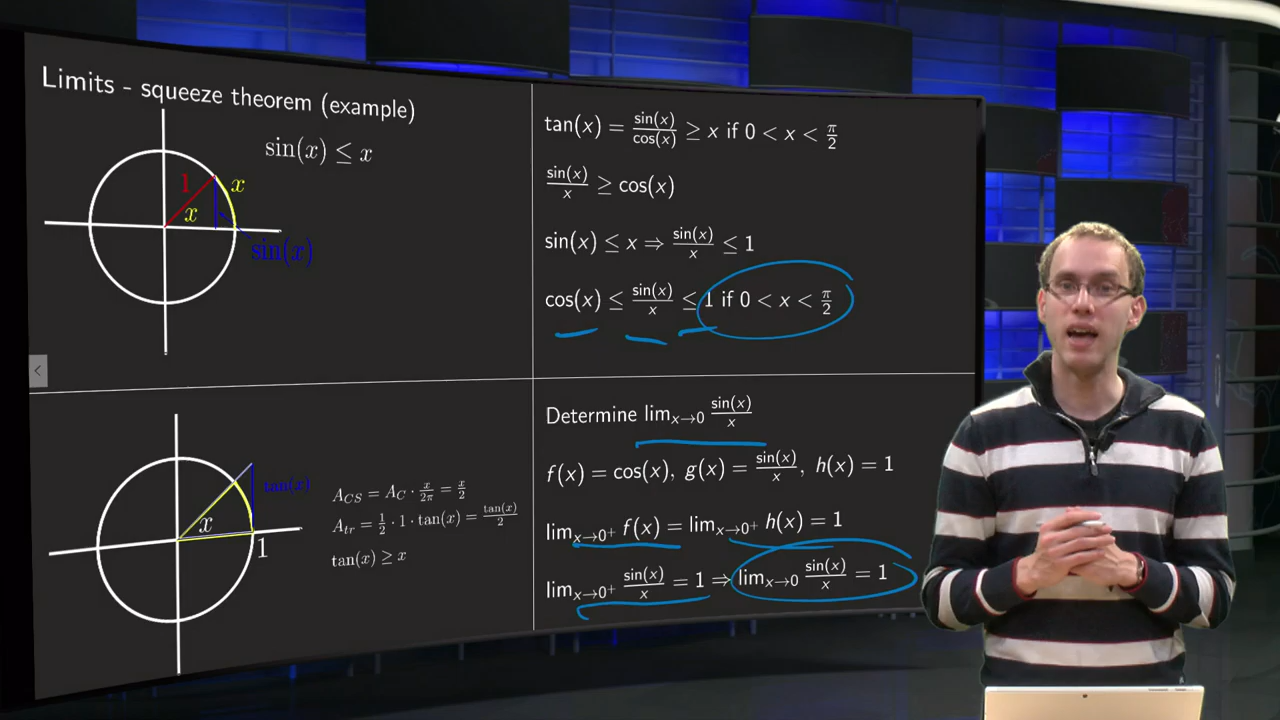 Limits - squeeze theorem (example)
sin(x) ≤ x
1
x
x
sin(x)
tan(x) = sin(x)/cos(x) ≥ x if 0 < x < π/2
sin(x)/x ≥ cos(x)
sin(x) ≤ x ⇒ sin(x)/x ≤ 1
cos(x) ≤ sin(x)/x ≤ 1 if 0 < x < π/2
tan(x)
x
1
A_CS = A_C · x/2π = x/2
A_tr = 1/2 · 1 · tan(x) = tan(x)/2
tan(x) ≥ x
Determine lim_{x→0} sin(x)/x
f(x) = cos(x), g(x) = sin(x)/x, h(x) = 1
lim_{x→0⁺} f(x) = lim_{x→0⁺} h(x) = 1
lim_{x→0⁺} sin(x)/x = 1 ⇒ lim_{x→0} sin(x)/x = 1